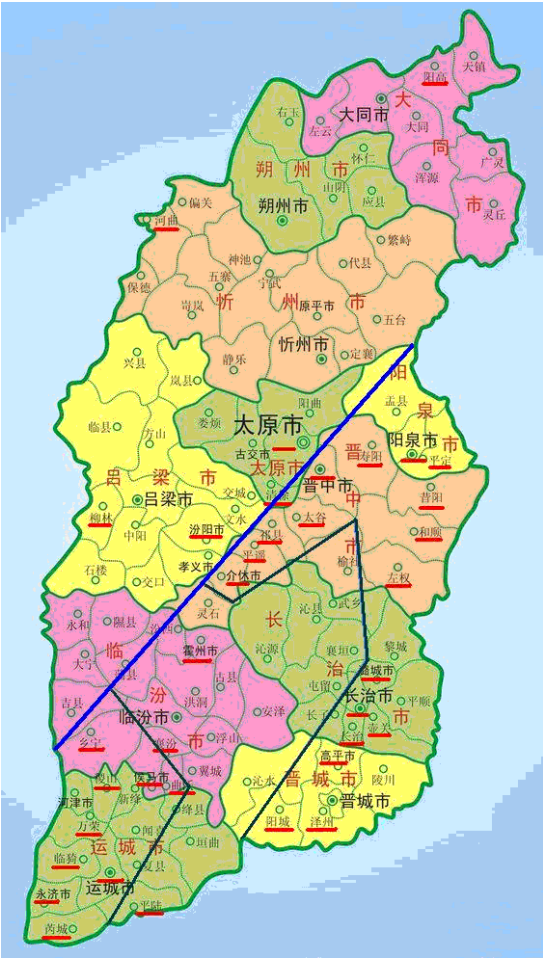 天镇
阳高
大
右玉
大同市
左云
大同
同
怀仁
广灵
朔州市
浑源
山阴
应县
偏关
朔州市
市
灵丘
河曲
繁峙
神池
代县
五寨
宁武
保德
忻州市
岢岚
原平市
五台
忻州市
定襄
兴县
静乐
阳
岚县
盂县
阳曲
娄烦
泉
临县
太原市
方山
阳泉市
市
古交市
晋
寿阳
平定
太原市
吕梁市
晋中市
清徐
交城
昔阳
吕梁市
中
柳林
文水
太谷
汾阳市
中阳
祁县
和顺
市
孝义市
平遥
榆社
石楼
介休市
交口
左权
灵石
武乡
沁县
永和
隰县
长
汾西
黎城
临
霍州市
沁源
襄垣
大宁
治
蒲县
潞城市
古县
屯留
吉县
汾
洪洞
长治市
平顺
安泽
长子
市
临汾市
壶关
乡宁
襄汾
市
浮山
长治
高平市
翼城
稷山
侯马市
曲沃
沁水
晋城市
陵川
河津市
新绛
绛县
晋城市
万荣
闻喜
阳城
泽州
运城市
垣曲
临猗
夏县
运城市
永济市
平陆
芮城